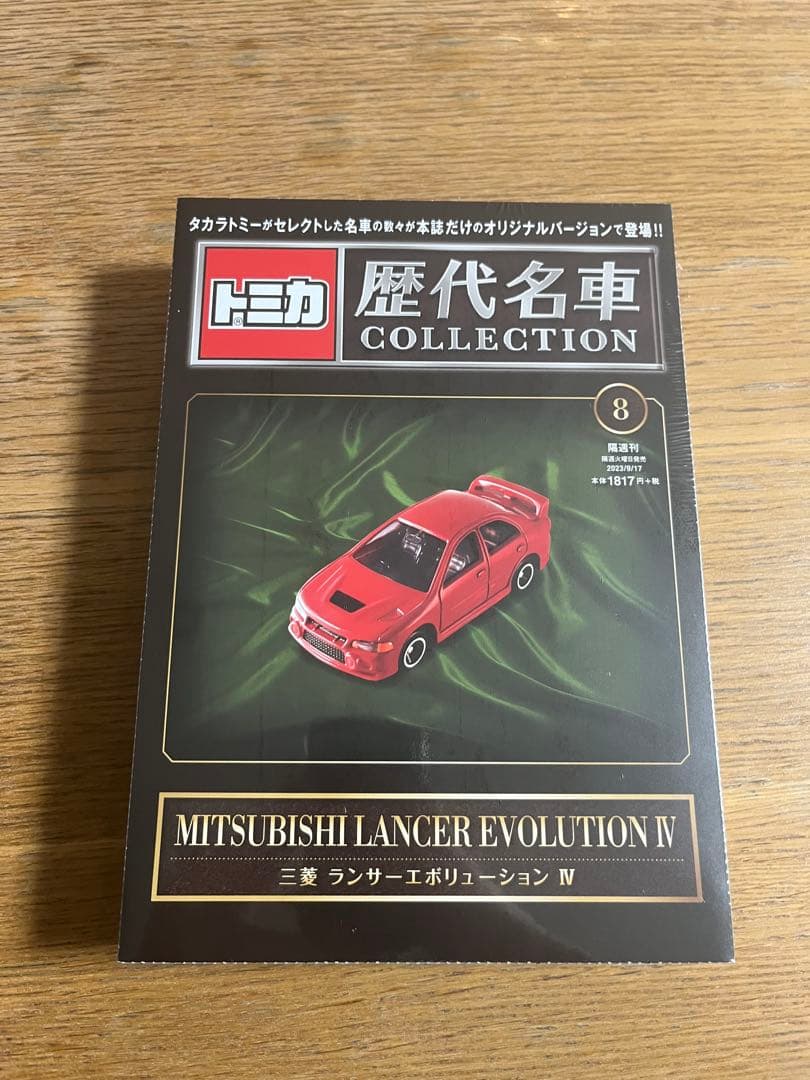 タカラトミーがセレクトした名車の数々が本誌だけのオリジナルバージョンで登場!!
トミカ®
歴代名車
COLLECTION
8
隔週刊
隔週火曜日発売
2023/9/17
本体1817円+税
MITSUBISHI LANCER EVOLUTION IV
三菱 ランサーエボリューション IV